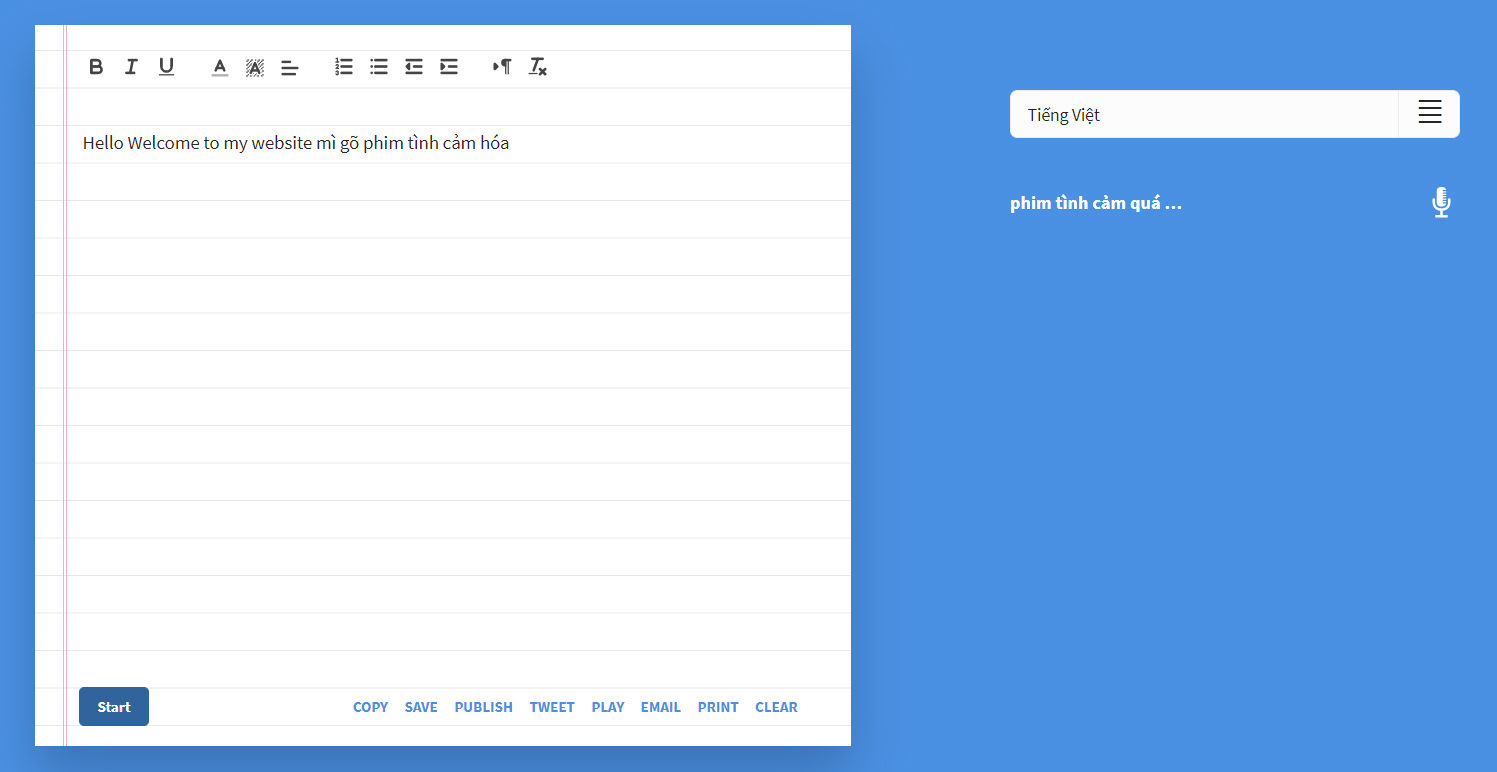 Hello Welcome to my website mì gõ phim tình cảm hóa
Start
COPY SAVE PUBLISH TWEET PLAY EMAIL PRINT CLEAR
Tiếng Việt
phim tình cảm quá ...